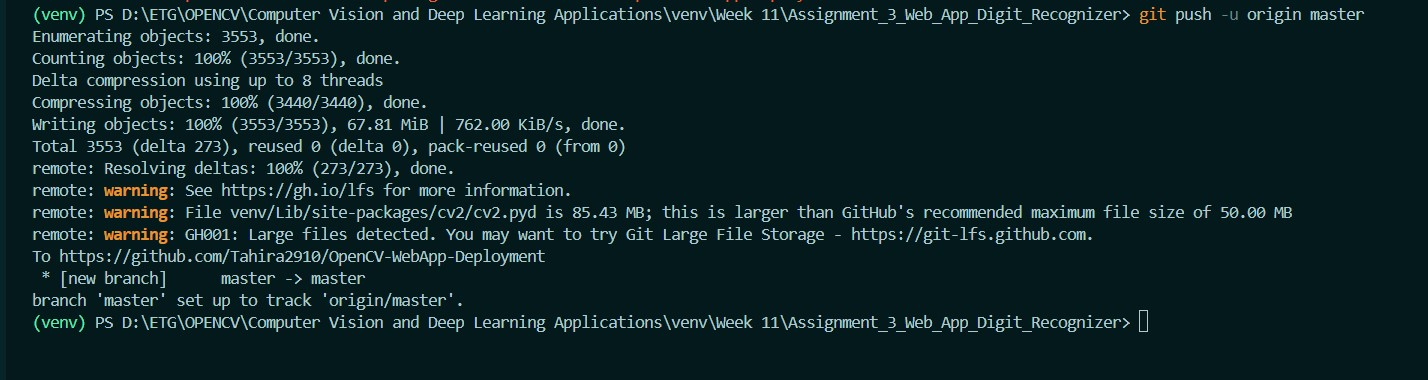 (venv) PS D:\ETG\OPENCV\Computer Vision and Deep Learning Applications\venv\Week 11\Assignment_3_Web_App_Digit_Recognizer> git push -u origin master
Enumerating objects: 3553, done.
Counting objects: 100% (3553/3553), done.
Delta compression using up to 8 threads
Compressing objects: 100% (3440/3440), done.
Writing objects: 100% (3553/3553), 67.81 MiB | 762.00 KiB/s, done.
Total 3553 (delta 273), reused 0 (delta 0), pack-reused 0 (from 0)
remote: Resolving deltas: 100% (273/273), done.
remote: warning: See https://gh.io/lfs for more information.
remote: warning: File venv/Lib/site-packages/cv2/cv2.pyd is 85.43 MB; this is larger than GitHub's recommended maximum file size of 50.00 MB
remote: warning: GH001: Large files detected. You may want to try Git Large File Storage - https://git-lfs.github.com.
To https://github.com/Tahira2910/OpenCV-WebApp-Deployment
 * [new branch]      master -> master
branch 'master' set up to track 'origin/master'.
(venv) PS D:\ETG\OPENCV\Computer Vision and Deep Learning Applications\venv\Week 11\Assignment_3_Web_App_Digit_Recognizer>